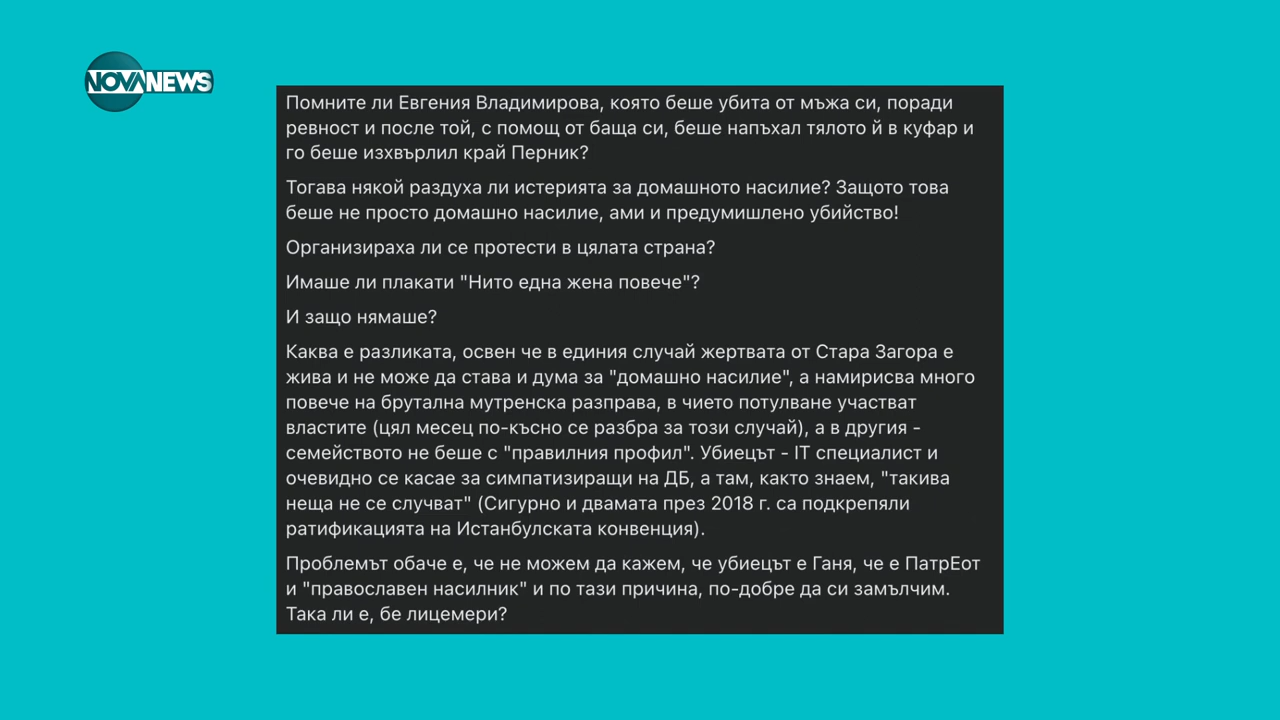 NOVANEWS
Помните ли Евгения Владимирова, която беше убита от мъжа си, поради
ревност и после той, с помощ от баща си, беше напъхал тялото й в куфар и
го беше изхвърлил край Перник?
Тогава някой раздуха ли истерията за домашното насилие? Защото това
беше не просто домашно насилие, ами и предумишлено убийство!
Организираха ли се протести в цялата страна?
Имаше ли плакати "Нито една жена повече"?
И защо нямаше?
Каква е разликата, освен че в единия случай жертвата от Стара Загора е
жива и не може да става и дума за "домашно насилие", а намирисва много
повече на брутална мутренска разправа, в чието потулване участват
властите (цял месец по-късно се разбра за този случай), а в другия -
семейството не беше с "правилния профил". Убиецът - IT специалист и
очевидно се касае за симпатизиращи на ДБ, а там, както знаем, "такива
неща не се случват" (Сигурно и двамата през 2018 г. са подкрепяли
ратификацията на Истанбулската конвенция).
Проблемът обаче е, че не можем да кажем, че убиецът е Ганя, че е ПатрЕот
и "православен насилник" и по тази причина, по-добре да си замълчим.
Така ли е, бе лицемери?